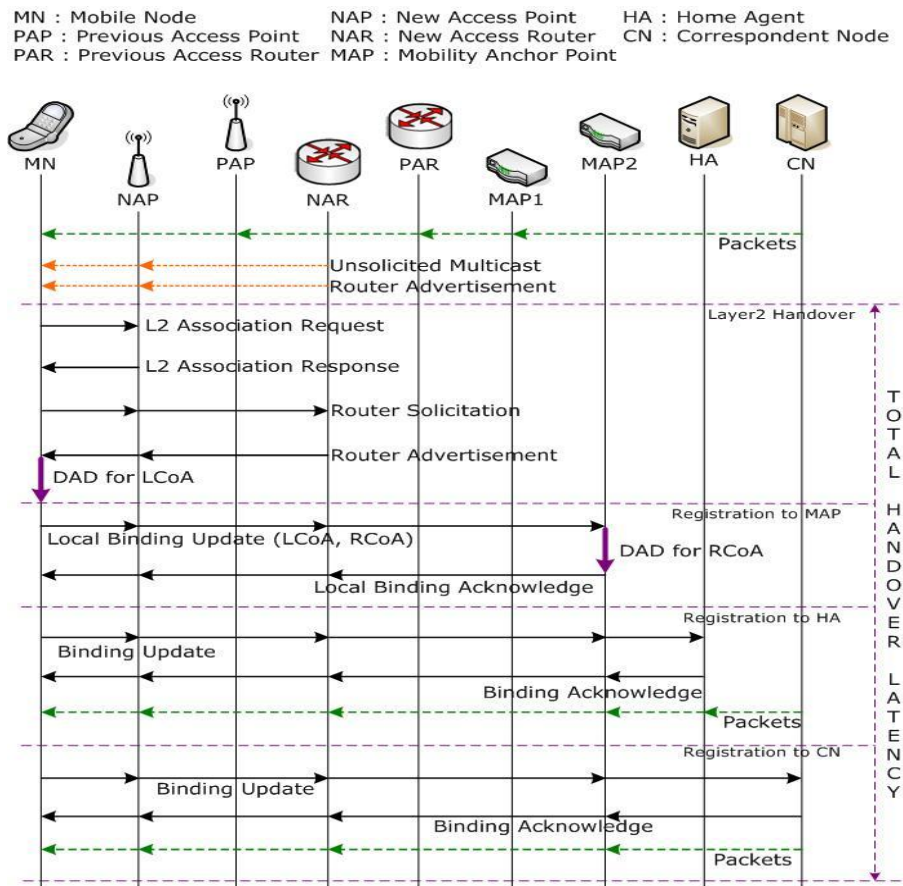 MN : Mobile Node NAP : New Access Point HA : Home Agent
PAP : Previous Access Point NAR : New Access Router CN : Correspondent Node
PAR : Previous Access Router MAP : Mobility Anchor Point
MN PAP PAR MAP2 HA CN
NAP NAR MAP1
Packets
Unsolicited Multicast
Router Advertisement
Layer2 Handover
L2 Association Request
L2 Association Response
Router Solicitation
Router Advertisement
DAD for LCoA
Registration to MAP
Local Binding Update (LCoA, RCoA)
DAD for RCoA
Local Binding Acknowledge
Registration to HA
Binding Update
Binding Acknowledge
Packets
Registration to CN
Binding Update
Binding Acknowledge
Packets
TOTAL HANDOVER LATENCY